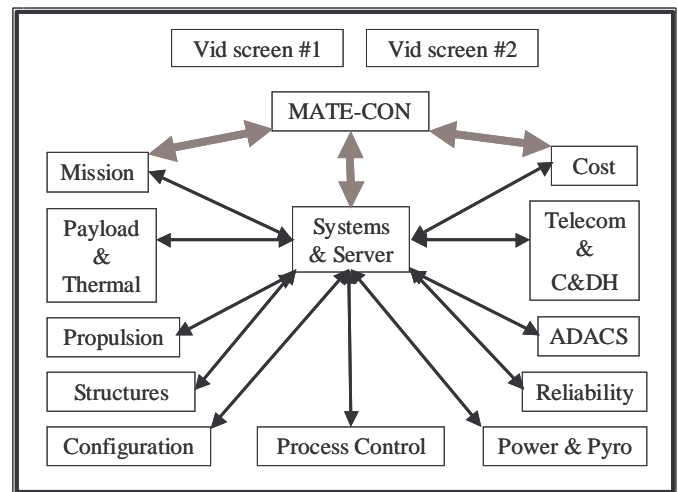 Vid screen #1
Vid screen #2
MATE-CON
Mission
Cost
Payload
&
Thermal
Systems
& Server
Telecom
&
C&DH
Propulsion
ADACS
Structures
Reliability
Configuration
Process Control
Power & Pyro